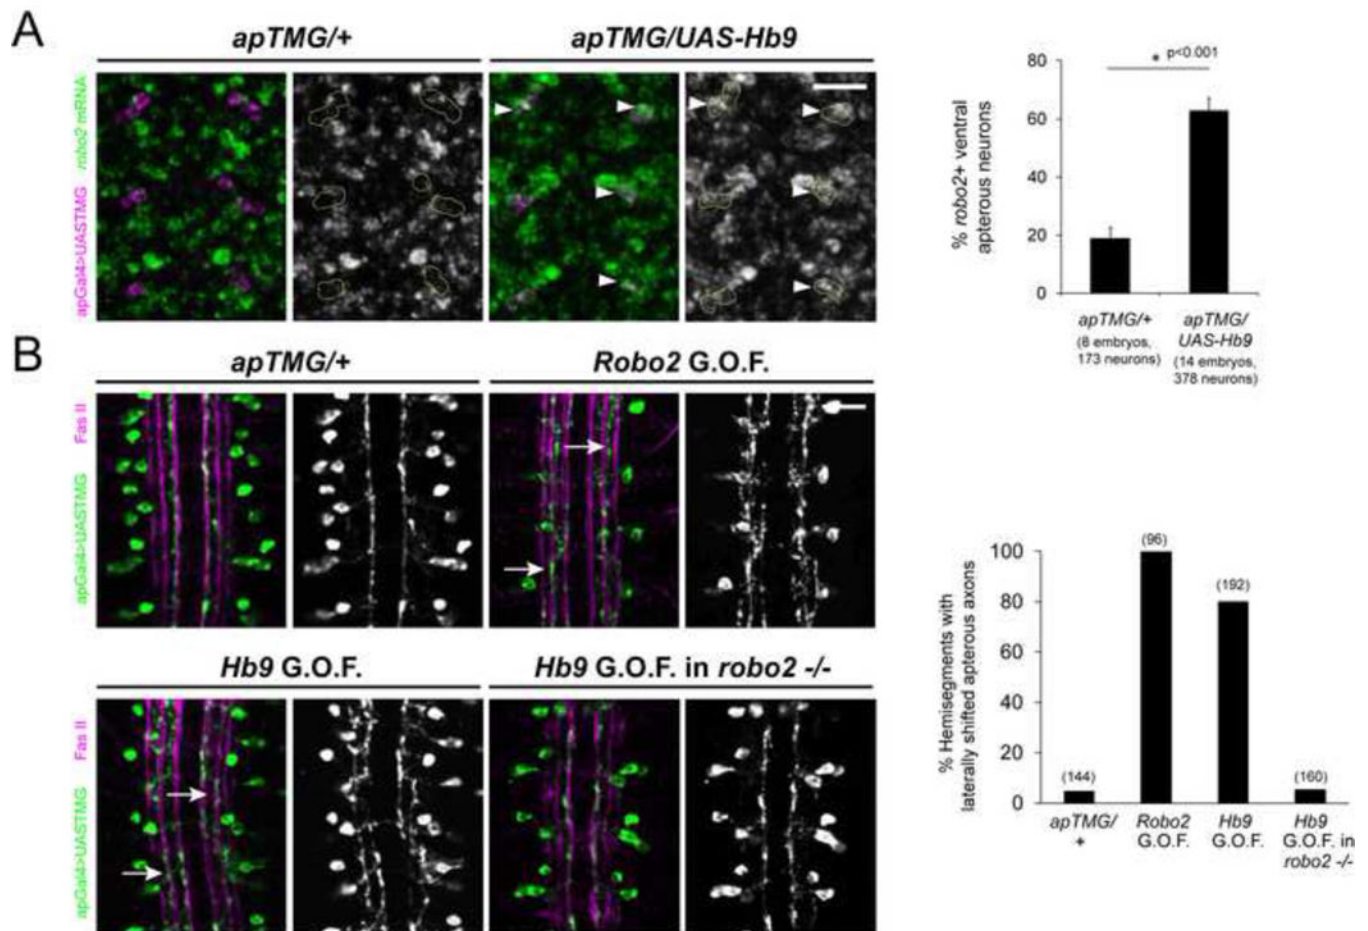 A
apTMG/+
apTMG/UAS-Hb9
robo2 mRNA
apGal4>UASTMG
80
60
40
20
0
% robo2+ ventral
apterous neurons
* p<0.001
apTMG/+
(8 embryos,
173 neurons)
apTMG/
UAS-Hb9
(14 embryos,
378 neurons)
B
apTMG/+
Robo2 G.O.F.
Fas II
apGal4>UASTMG
Hb9 G.O.F.
Hb9 G.O.F. in robo2 -/-
Fas II
apGal4>UASTMG
% Hemisegments with
laterally shifted apterous axons
100
80
60
40
20
0
(144)
(96)
(192)
(160)
apTMG/
+
Robo2
G.O.F.
Hb9
G.O.F.
Hb9
G.O.F. in
robo2 -/-